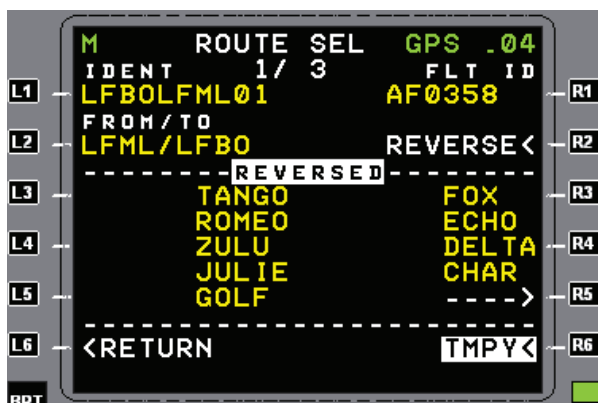 M ROUTE SEL GPS .04
IDENT 1/ 3 FLT ID
L1 LFBOLFML01 AF0358 R1
FROM/TO
L2 LFML/LFBO REVERSE< R2
--------REVERSED--------
L3 TANGO FOX R3
ROMEO ECHO
L4 ZULU DELTA R4
JULIE CHAR
L5 GOLF ----> R5
------------------------
L6 <RETURN TMPY< R6
BRT